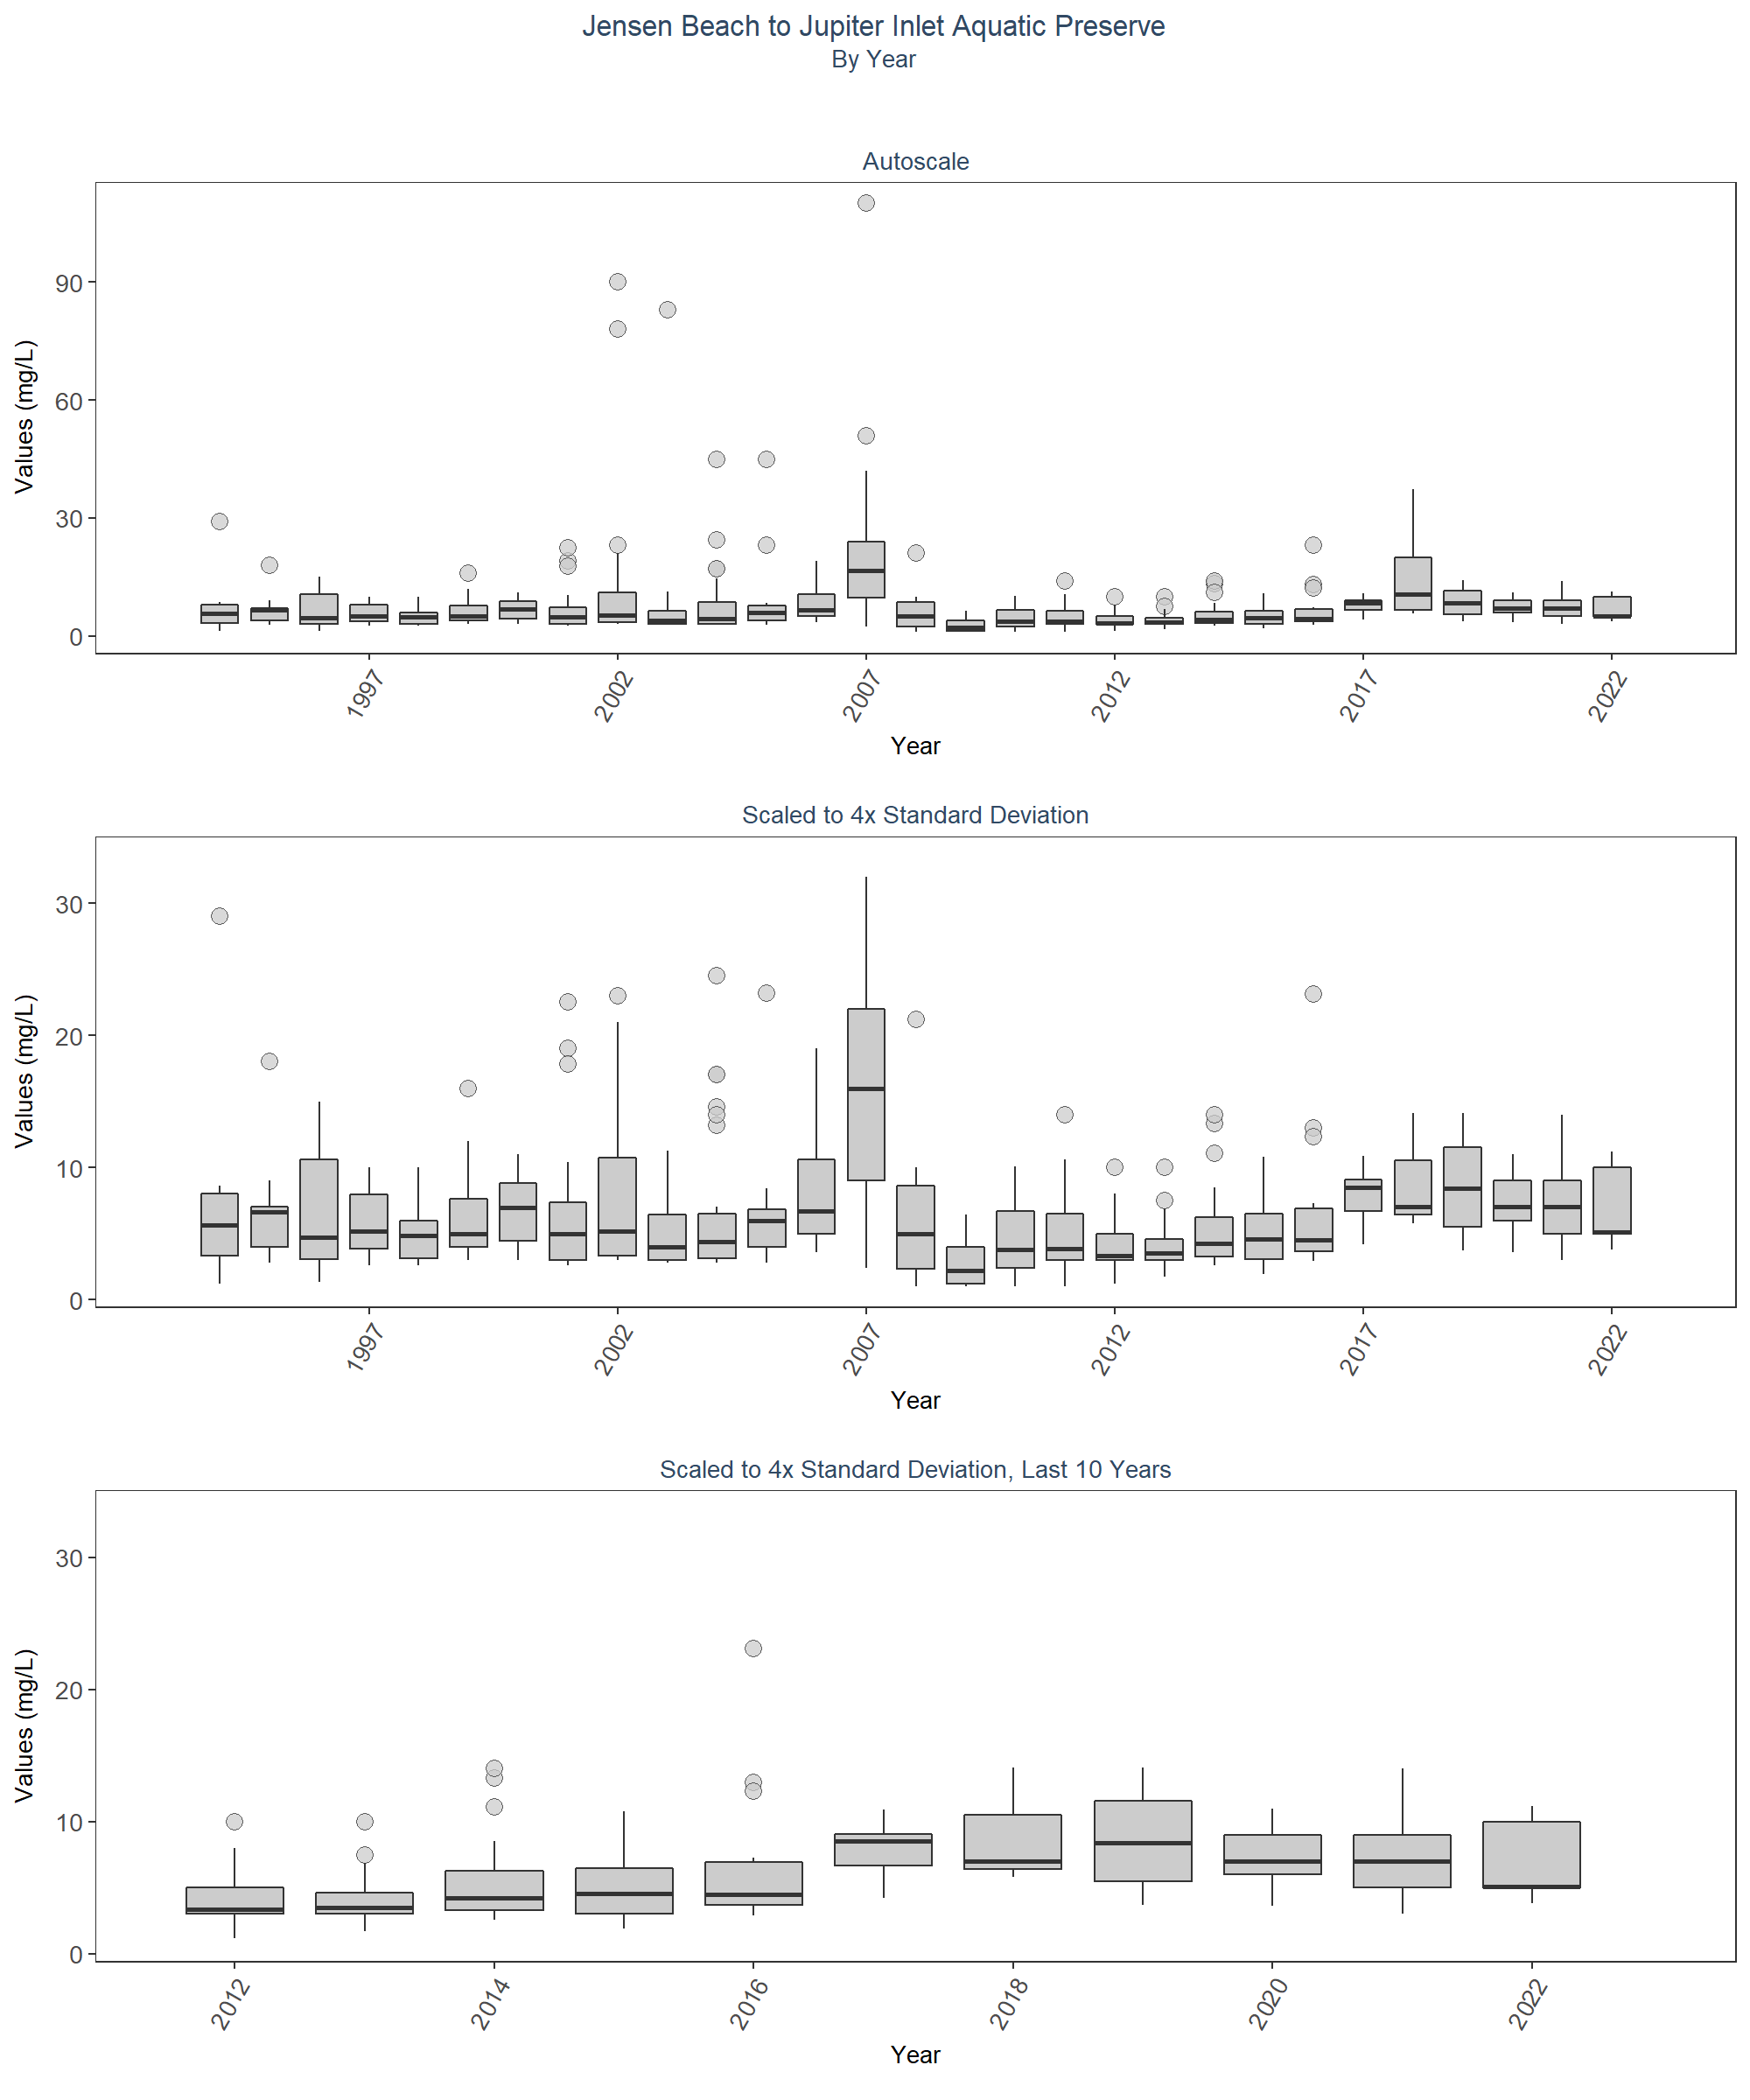 Jensen Beach to Jupiter Inlet Aquatic Preserve
By Year
Autoscale
Values (mg/L)
90
60
30
0
1997
2002
2007
2012
2017
2022
Year
Scaled to 4x Standard Deviation
Values (mg/L)
30
20
10
0
1997
2002
2007
2012
2017
2022
Year
Scaled to 4x Standard Deviation, Last 10 Years
Values (mg/L)
30
20
10
0
2012
2014
2016
2018
2020
2022
Year